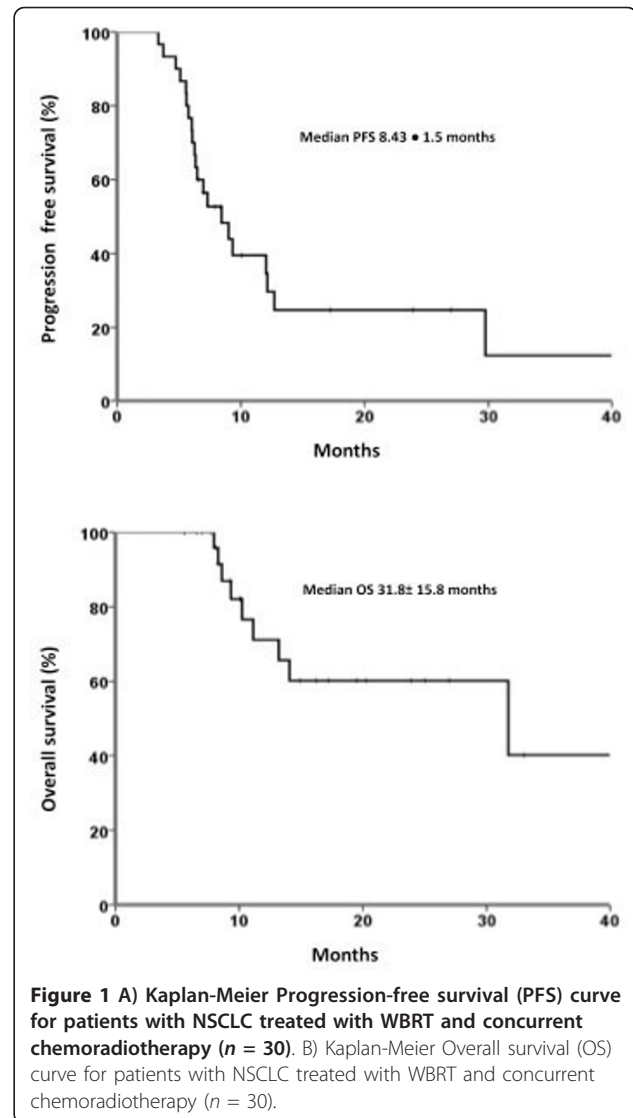 100
80
60
40
20
0
Progression free survival (%)
Median PFS 8.43 • 1.5 months
0 10 20 30 40
Months
100
80
60
40
20
0
Overall survival (%)
Median OS 31.8± 15.8 months
0 10 20 30 40
Months
Figure 1 A) Kaplan-Meier Progression-free survival (PFS) curve
for patients with NSCLC treated with WBRT and concurrent
chemoradiotherapy (n = 30). B) Kaplan-Meier Overall survival (OS)
curve for patients with NSCLC treated with WBRT and concurrent
chemoradiotherapy (n = 30).